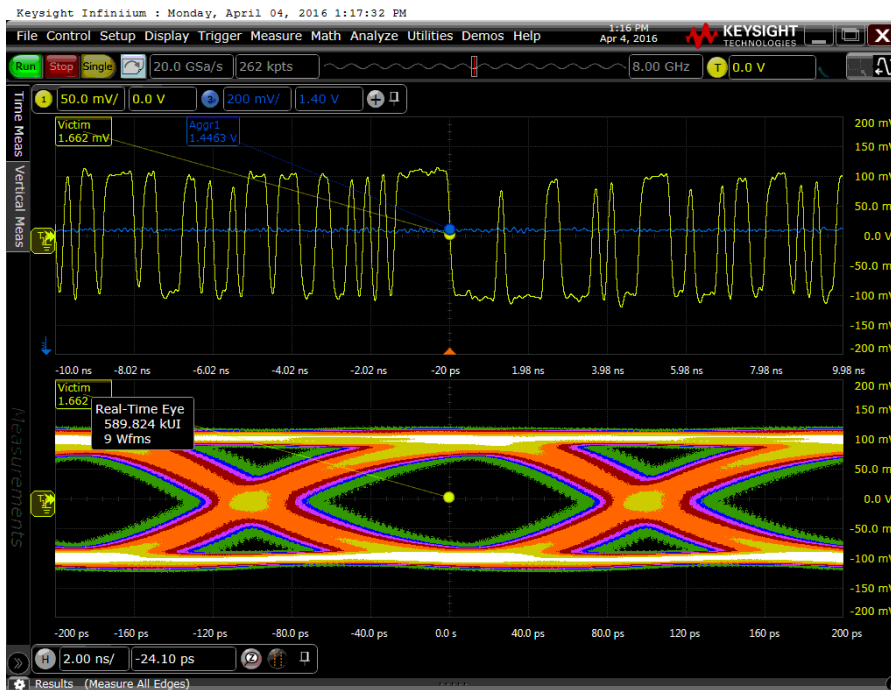 Keysight Infiniium : Monday, April 04, 2016 1:17:32 PM
File Control Setup Display Trigger Measure Math Analyze Utilities Demos Help
1:16 PM
Apr 4, 2016
KEYSIGHT
TECHNOLOGIES
X
Run Stop Single 20.0 GSa/s 262 kpts 8.00 GHz T 0.0 V
1 50.0 mV/ 0.0 V 3 200 mV/ 1.40 V +
Time Meas
Vertical Meas
Measurements
Victim
1.662 mV
Aggr1
1.4463 V
200 mV
150 mV
100 mV
50.0 m
0.0 V
-50.0 m
-100 mV
-150 mV
-200 mV
-10.0 ns -8.02 ns -6.02 ns -4.02 ns -2.02 ns -20 ps 1.98 ns 3.98 ns 5.98 ns 7.98 ns 9.98 ns
Victim
1.662
Real-Time Eye
589.824 kUI
9 Wfms
200 mV
150 mV
100 mV
50.0 m
0.0 V
-50.0 m
-100 mV
-150 mV
-200 mV
-200 ps -160 ps -120 ps -80.0 ps -40.0 ps 0.0 s 40.0 ps 80.0 ps 120 ps 160 ps 200 ps
H 2.00 ns/ -24.10 ps
Results (Measure All Edges)